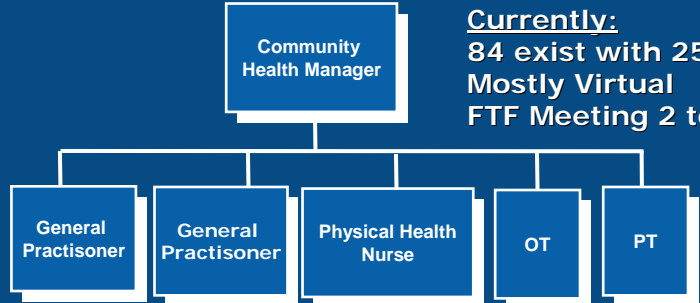 Currently:
84 exist with 25
Mostly Virtual
FTF Meeting 2
Community
Health Manager
General
Practisoner
General
Practisoner
Physical Health
Nurse
OT
PT